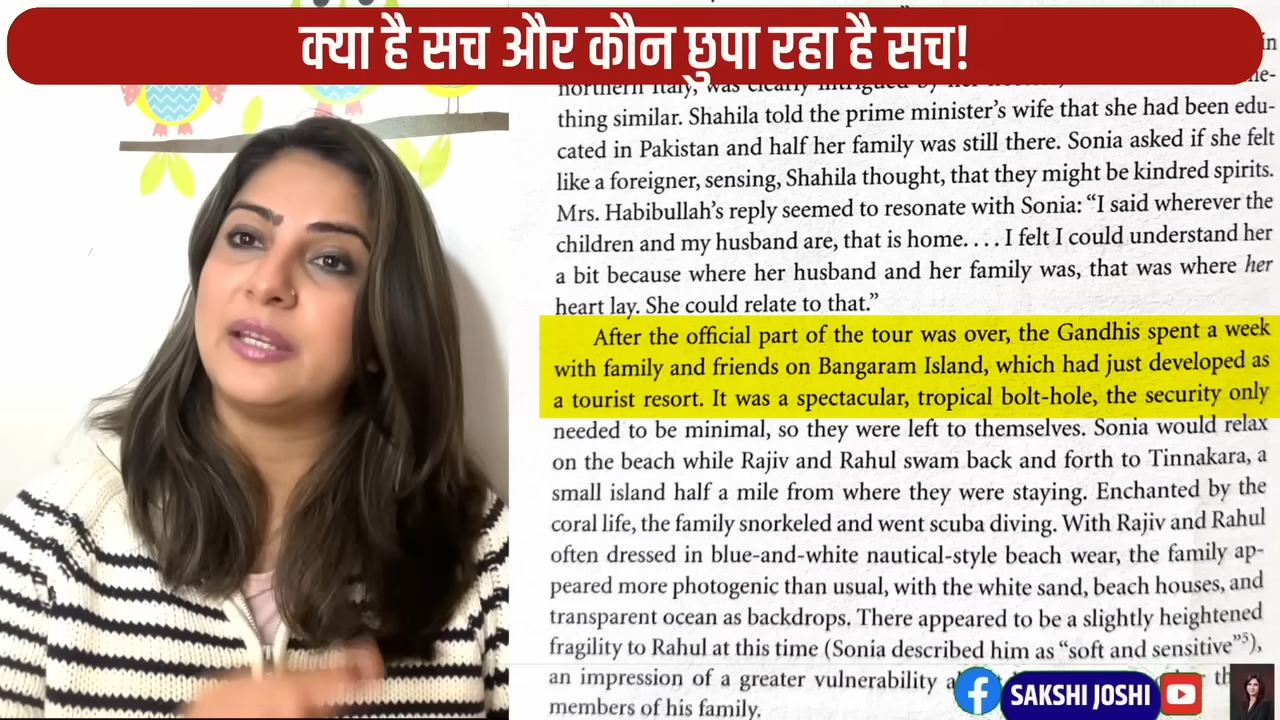 क्या है सच और कौन छुपा रहा है सच!
in
northern Italy, was clearly intrigued by her
thing similar. Shahila told the prime minister’s wife that she had been edu-
cated in Pakistan and half her family was still there. Sonia asked if she felt
like a foreigner, sensing, Shahila thought, that they might be kindred spirits.
Mrs. Habibullah’s reply seemed to resonate with Sonia: “I said wherever the
children and my husband are, that is home. . . . I felt I could understand her
a bit because where her husband and her family was, that was where her
heart lay. She could relate to that.”
After the official part of the tour was over, the Gandhis spent a week
with family and friends on Bangaram Island, which had just developed as
a tourist resort. It was a spectacular, tropical bolt-hole, the security only
needed to be minimal, so they were left to themselves. Sonia would relax
on the beach while Rajiv and Rahul swam back and forth to Tinnakara, a
small island half a mile from where they were staying. Enchanted by the
coral life, the family snorkeled and went scuba diving. With Rajiv and Rahul
often dressed in blue-and-white nautical-style beach wear, the family ap-
peared more photogenic than usual, with the white sand, beach houses, and
transparent ocean as backdrops. There appeared to be a slightly heightened
fragility to Rahul at this time (Sonia described him as “soft and sensitive”5),
an impression of a greater vulnerability
members of his family.
SAKSHI JOSHI